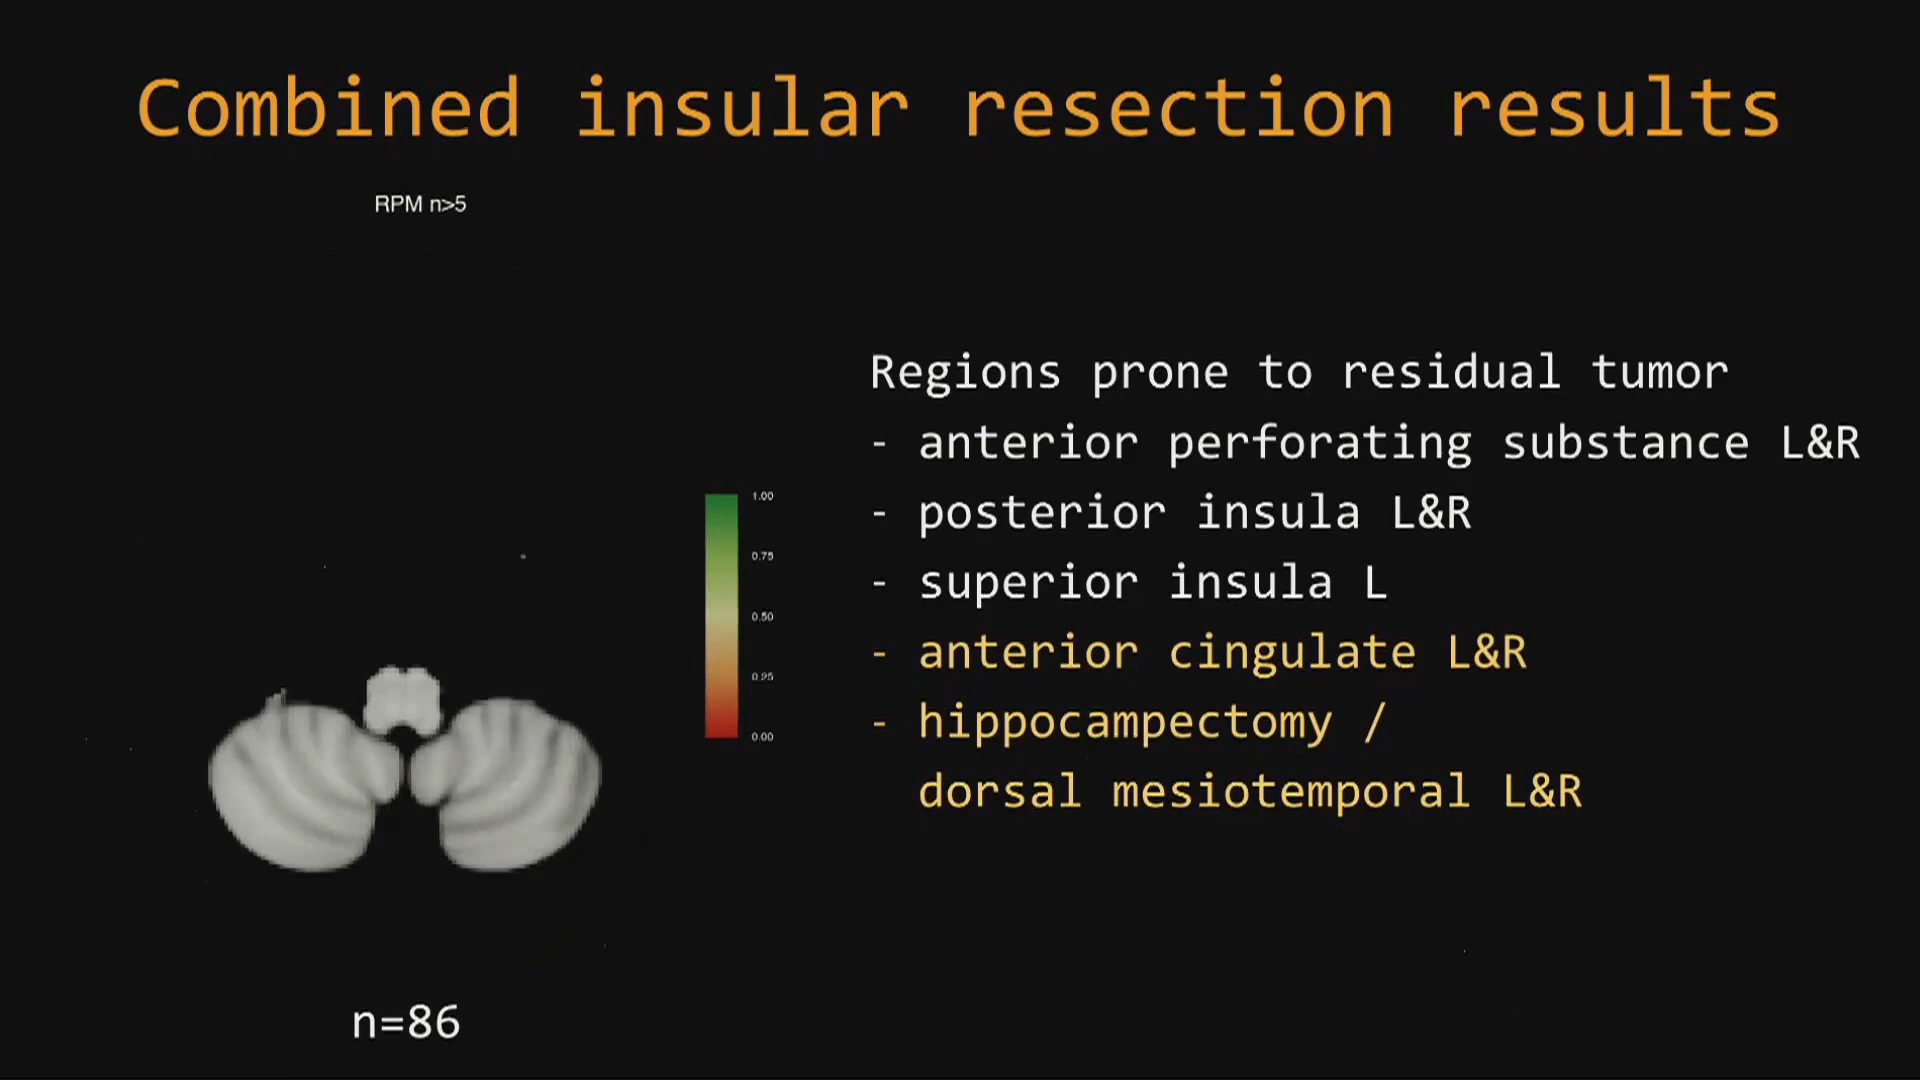 Combined insular resection results
RPM n>5
Regions prone to residual tumor
- anterior perforating substance L&R
- posterior insula L&R
- superior insula L
- anterior cingulate L&R
- hippocampectomy /
dorsal mesiotemporal L&R
1.00
0.75
0.50
0.25
0.00
n=86